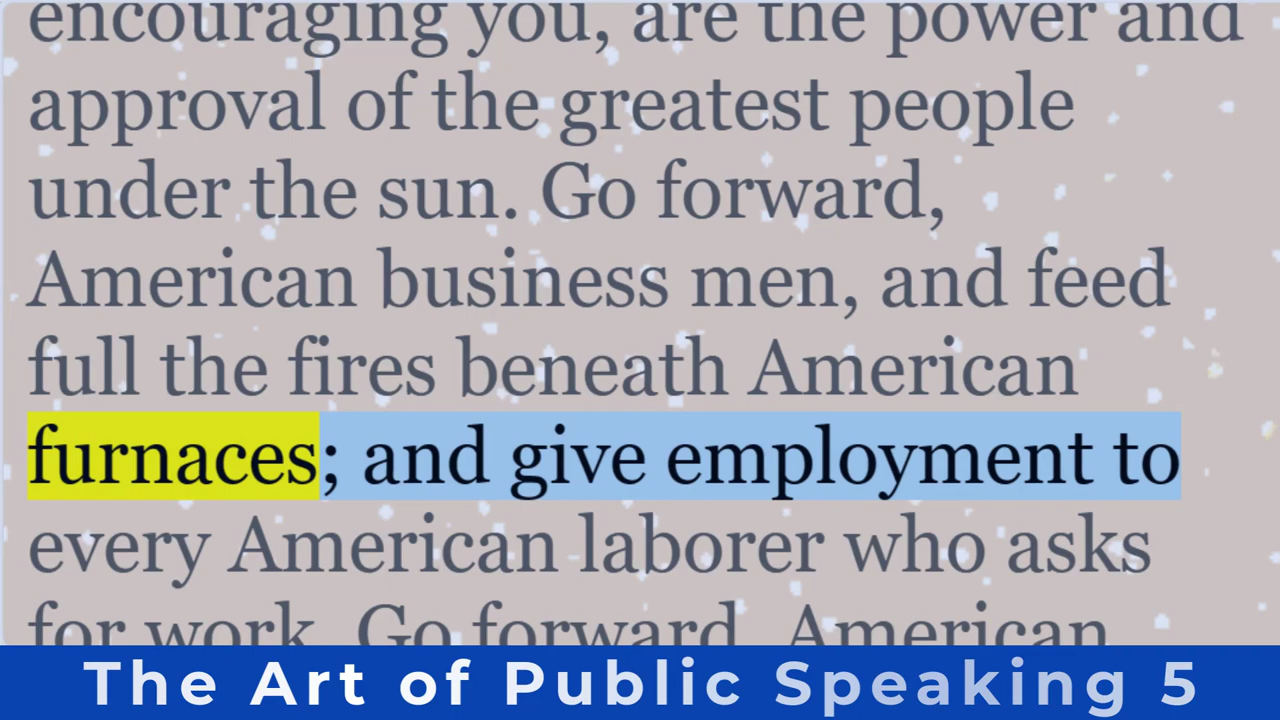 encouraging you, are the power and
approval of the greatest people
under the sun. Go forward,
American business men, and feed
full the fires beneath American
furnaces; and give employment to
every American laborer who asks
for work. Go forward, American
The Art of Public Speaking 5